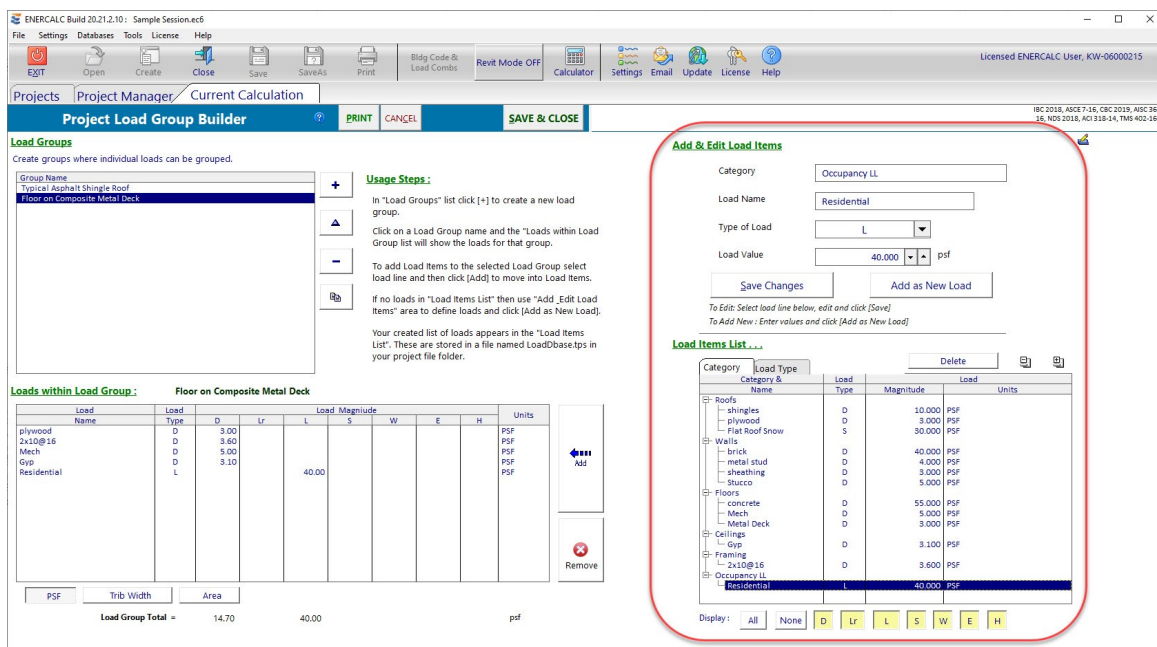 ENERCALC Build 20.21.2.10 : Sample Session.ec6
File Settings Databases Tools License Help
EXIT Open Create Close Save SaveAs Print Bldg Code & Load Combs Revit Mode OFF Calculator Settings Email Update License Help
Licensed ENERCALC User, KW-06000215
Projects Project Manager Current Calculation
Project Load Group Builder PRINT CANCEL SAVE & CLOSE
IBC 2018, ASCE 7-16, CBC 2019, AISC 36
16, NDS 2018, ACI 318-14, TMS 402-16
Load Groups
Create groups where individual loads can be grouped.
Group Name
Typical Asphalt Shingle Roof
Floor on Composite Metal Deck
+
-
Usage Steps :
In "Load Groups" list click [+] to create a new load
group.
Click on a Load Group name and the "Loads within Load
Group list will show the loads for that group.
To add Load Items to the selected Load Group select
load line and then click [Add] to move into Load Items.
If no loads in "Load Items List" then use "Add _Edit Load
Items" area to define loads and click [Add as New Load].
Your created list of loads appears in the "Load Items
List". These are stored in a file named LoadDbase.tps in
your project file folder.
Loads within Load Group : Floor on Composite Metal Deck
Load Load Load Magniude Units
Name Type D Lr L S W E H
plywood D 3.00 PSF
2x10@16 D 3.60 PSF
Mech D 5.00 PSF
Gyp D 3.10 PSF
Residential L 40.00 PSF
Add
Remove
PSF Trib Width Area
Load Group Total = 14.70 40.00 psf
Add & Edit Load Items
Category Occupancy LL
Load Name Residential
Type of Load L
Load Value 40.000 psf
Save Changes Add as New Load
To Edit: Select load line below, edit and click [Save]
To Add New : Enter values and click [Add as New Load]
Load Items List . . .
Category Load Type Delete
Category & Load Load
Name Type Magnitude Units
Roofs
shingles D 10.000 PSF
plywood D 3.000 PSF
Flat Roof Snow S 30.000 PSF
Walls
brick D 40.000 PSF
metal stud D 4.000 PSF
sheathing D 3.000 PSF
Stucco D 5.000 PSF
Floors
concrete D 55.000 PSF
Mech D 5.000 PSF
Metal Deck D 3.000 PSF
Ceilings
Gyp D 3.100 PSF
Framing
2x10@16 D 3.600 PSF
Occupancy LL
Residential L 40.000 PSF
Display : All None D Lr L S W E H